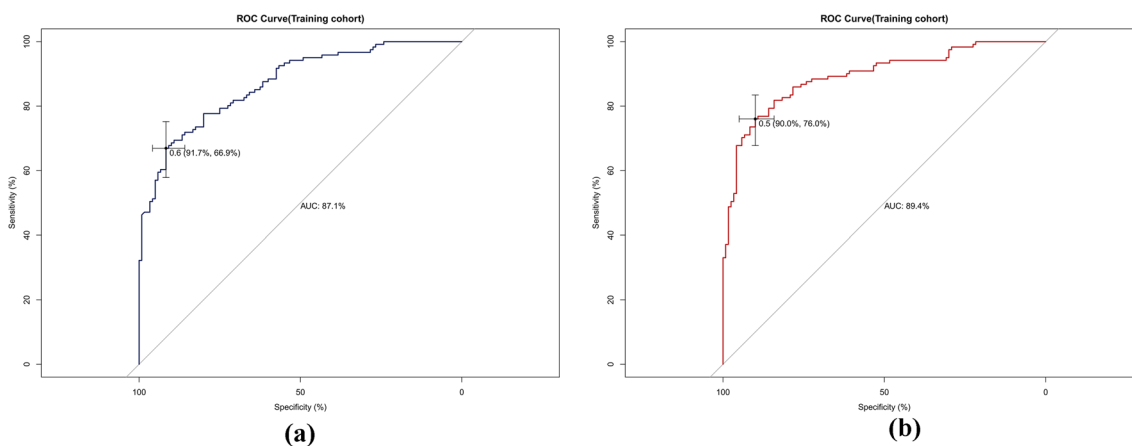 ROC Curve(Training cohort)
100
80
60
40
20
0
Sensitivity (%)
0.6 (91.7%, 66.9%)
AUC: 87.1%
100
50
0
Specificity (%)
(a)
ROC Curve(Training cohort)
100
80
60
40
20
0
Sensitivity (%)
0.5 (90.0%, 76.0%)
AUC: 89.4%
100
50
0
Specificity (%)
(b)